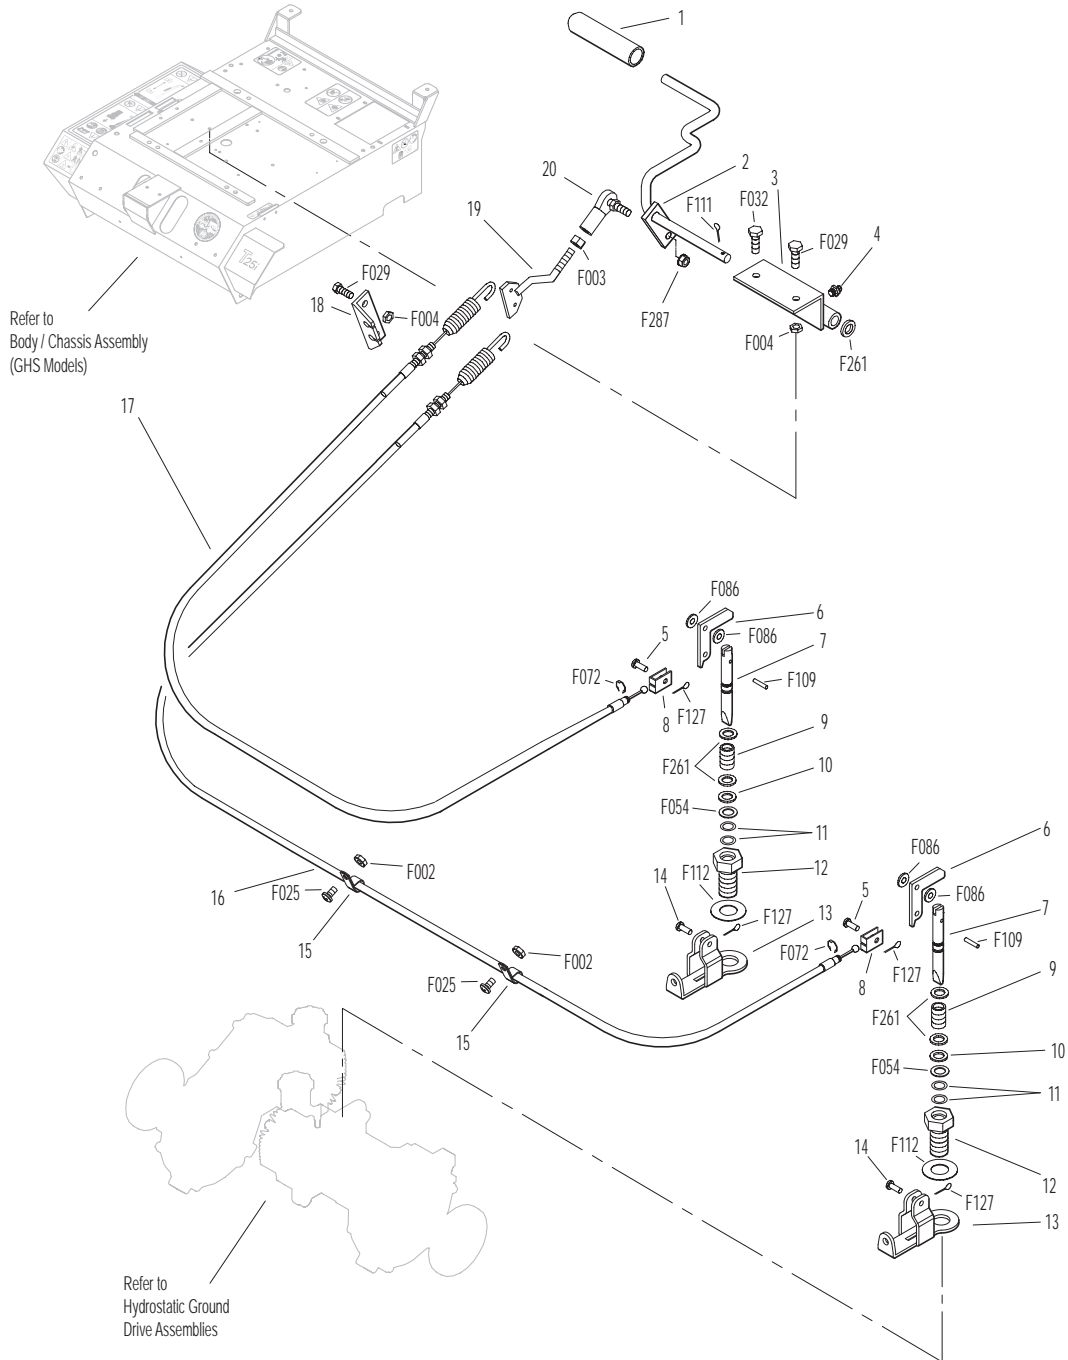 1
20
2
3
F111
F032
19
F029
4
F003
F029
18
F004
F287
F004
F261
Refer to
Body / Chassis Assembly
(GHS Models)
T25i
17
F086
6
5
F086
7
F072
F109
8
F127
9
F261
10
F054
11
F002
16
F025
F112
12
14
F127
13
15
F002
F025
15
F086
6
5
F086
7
F072
F109
8
F127
9
F261
10
F054
11
F112
14
12
F127
13
Refer to
Hydrostatic Ground
Drive Assemblies